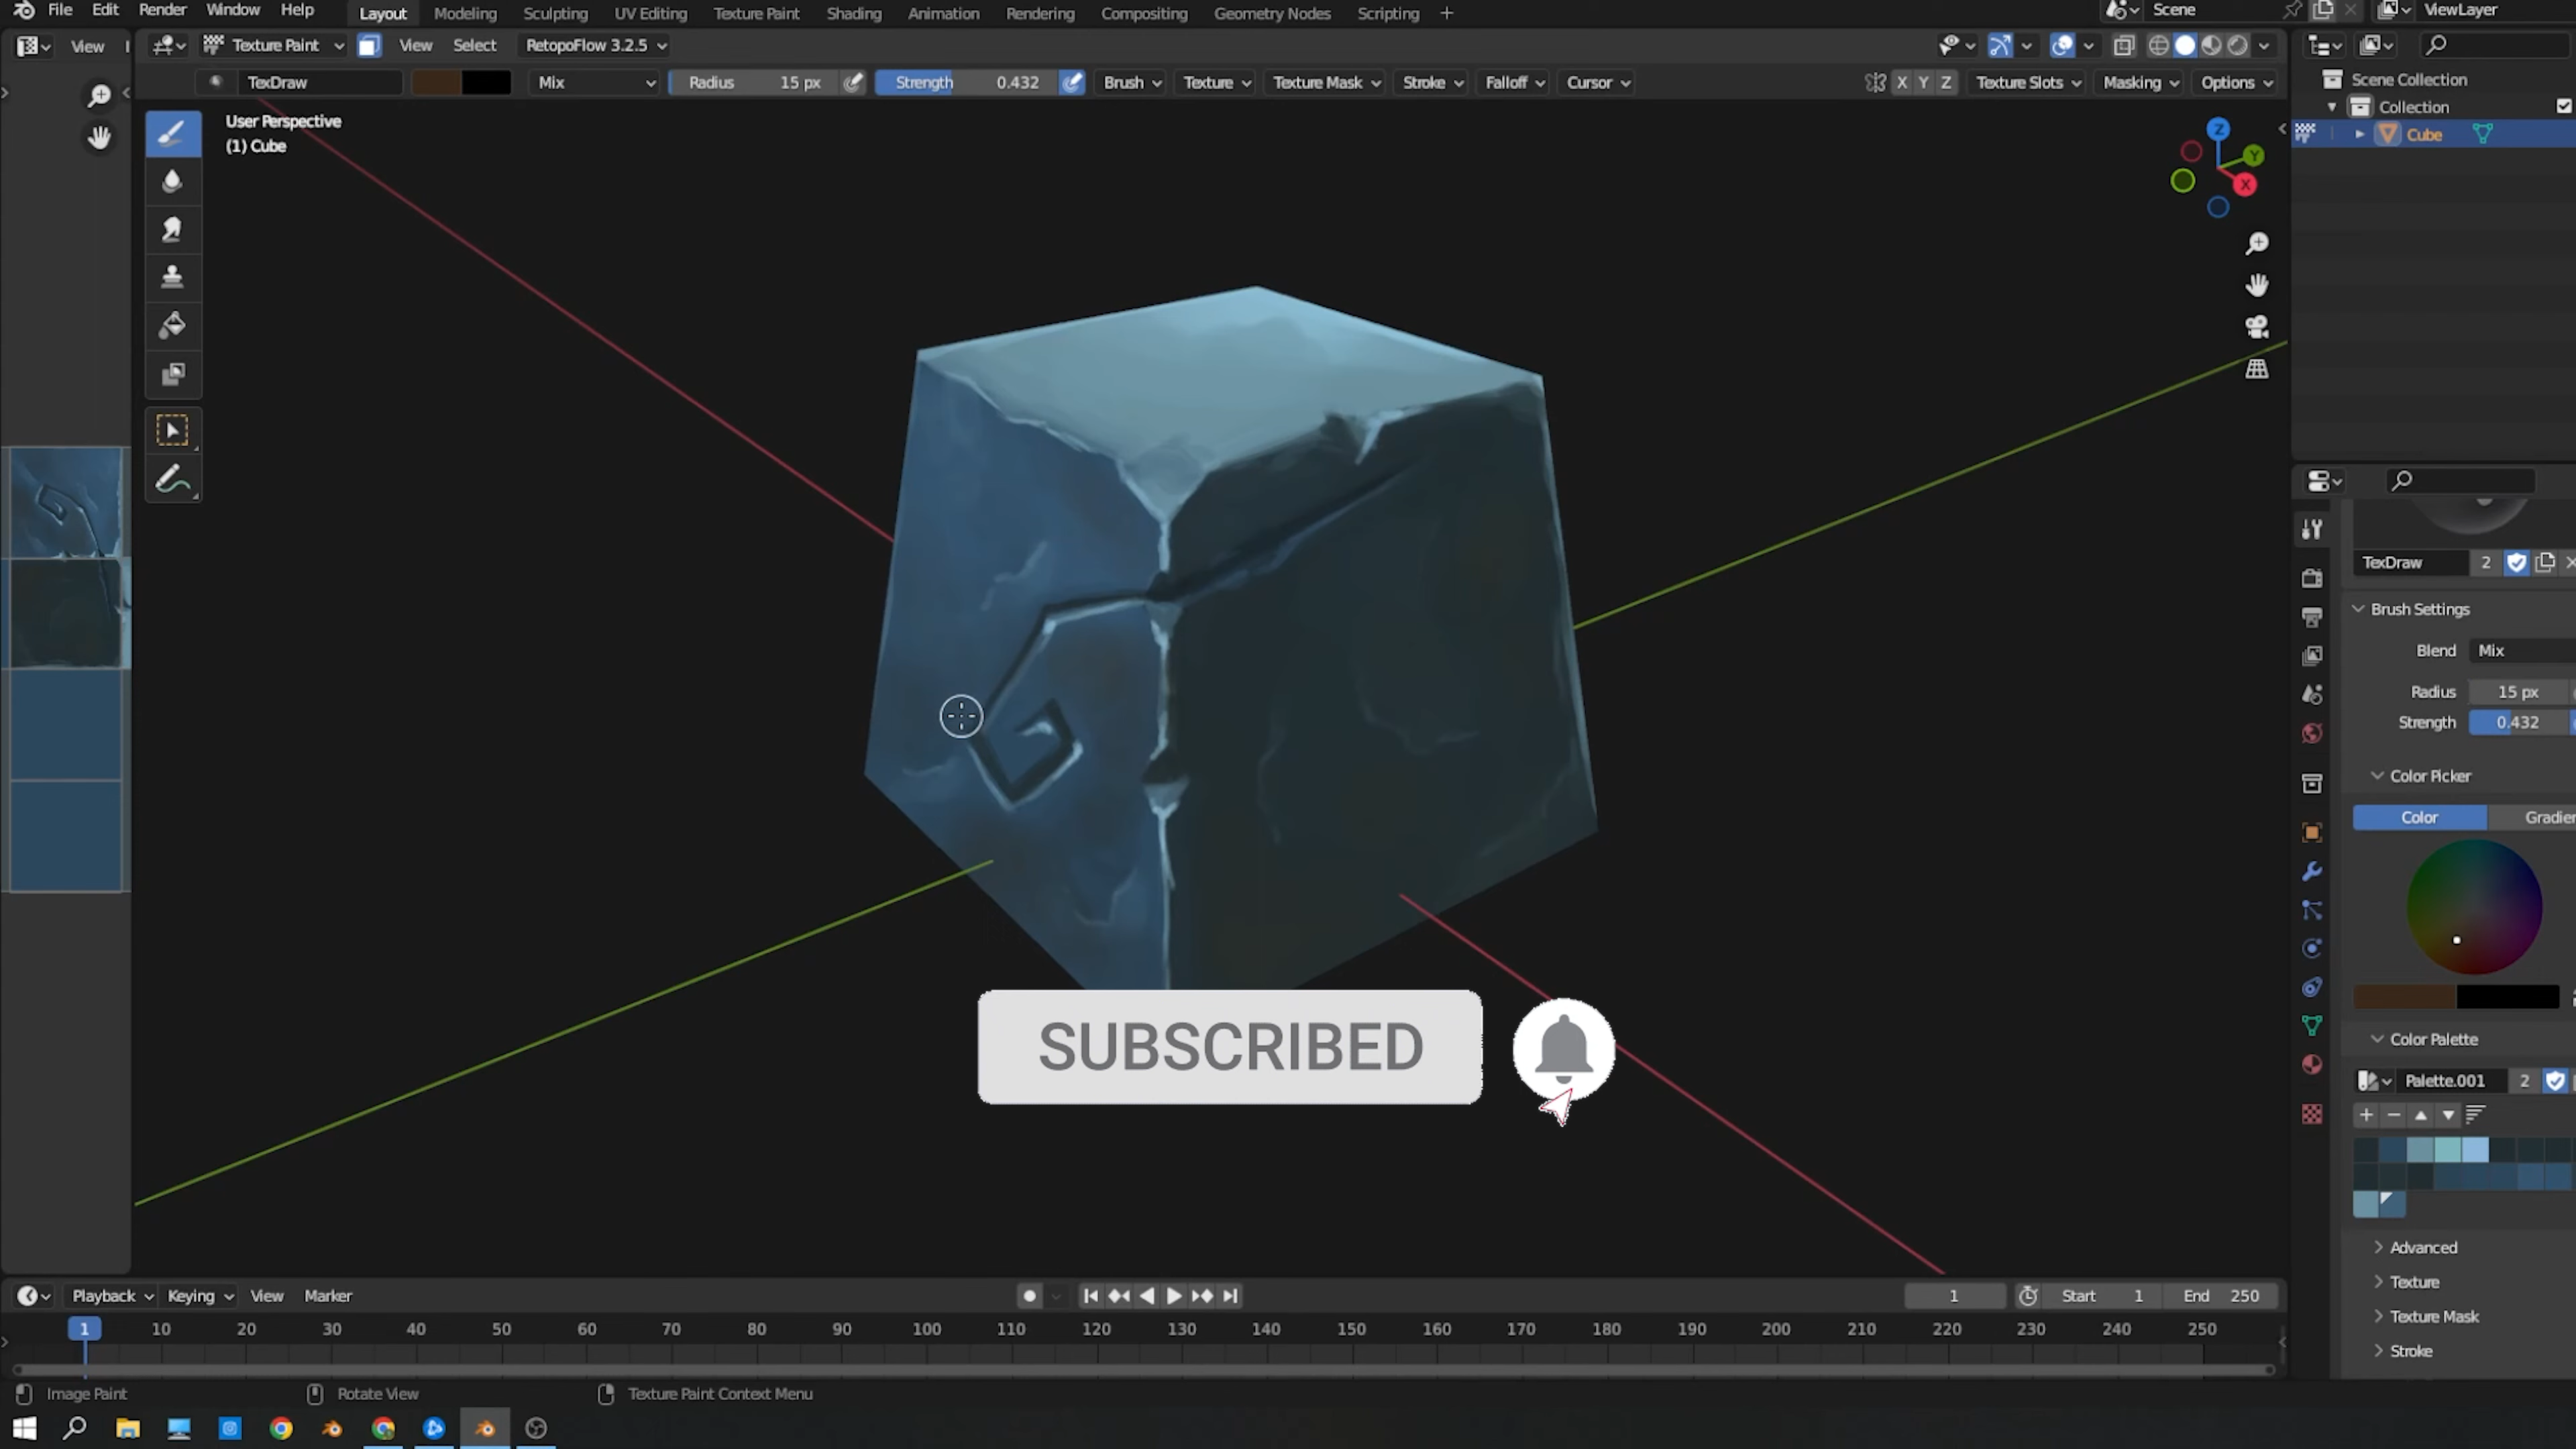 File Edit Render Window Help Layout Modeling Sculpting UV Editing Texture Paint Shading Animation Rendering Compositing Geometry Nodes Scripting + Scene ViewLayer
View Texture Paint View Select RetopoFlow 3.2.5
TexDraw Mix Radius 15 px Strength 0.432 Brush Texture Texture Mask Stroke Falloff Cursor X Y Z Texture Slots Masking Options
Scene Collection
Collection
Cube
User Perspective
(1) Cube
Z
Y
X
TexDraw 2
Brush Settings
Blend Mix
Radius 15 px
Strength 0.432
Color Picker
Color Gradien
Color Palette
Palette.001 2
Advanced
Texture
Texture Mask
Stroke
SUBSCRIBED
Playback Keying View Marker 1 Start 1 End 250
1 10 20 30 40 50 60 70 80 90 100 110 120 130 140 150 160 170 180 190 200 210 220 230 240 250
Image Paint Rotate View Texture Paint Context Menu